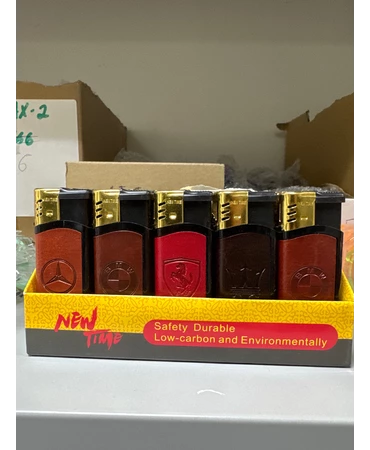 NEW
TIME
Safety Durable
Low-carbon and Environmentally